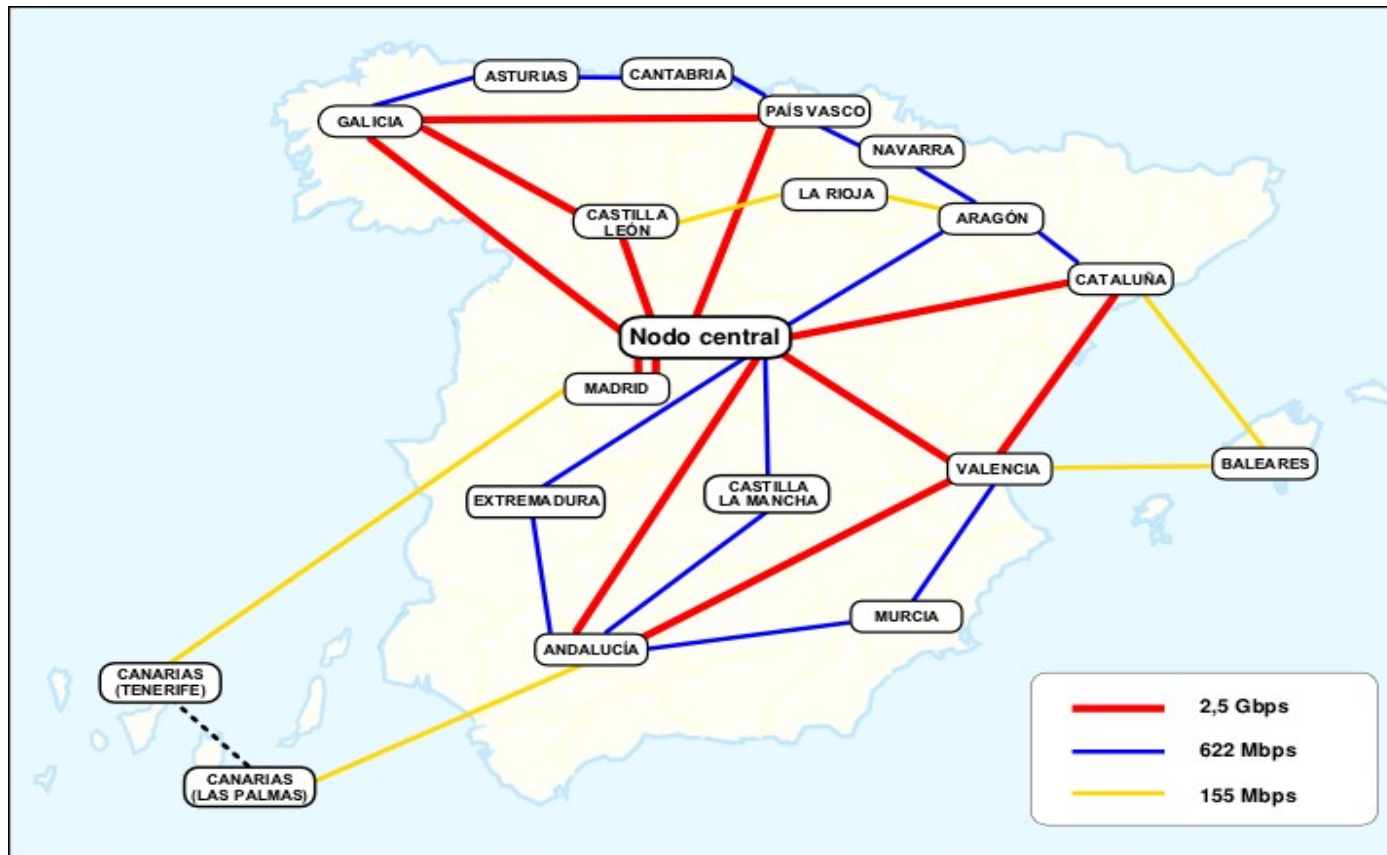 ASTURIAS
CANTABRIA
GALICIA
PAÍS VASCO
NAVARRA
LA RIOJA
CASTILLA
LEÓN
ARAGÓN
CATALUÑA
Nodo central
MADRID
VALENCIA
BALEARES
EXTREMADURA
CASTILLA
LA MANCHA
MURCIA
ANDALUCÍA
CANARIAS
(TENERIFE)
CANARIAS
(LAS PALMAS)
2,5 Gbps
622 Mbps
155 Mbps